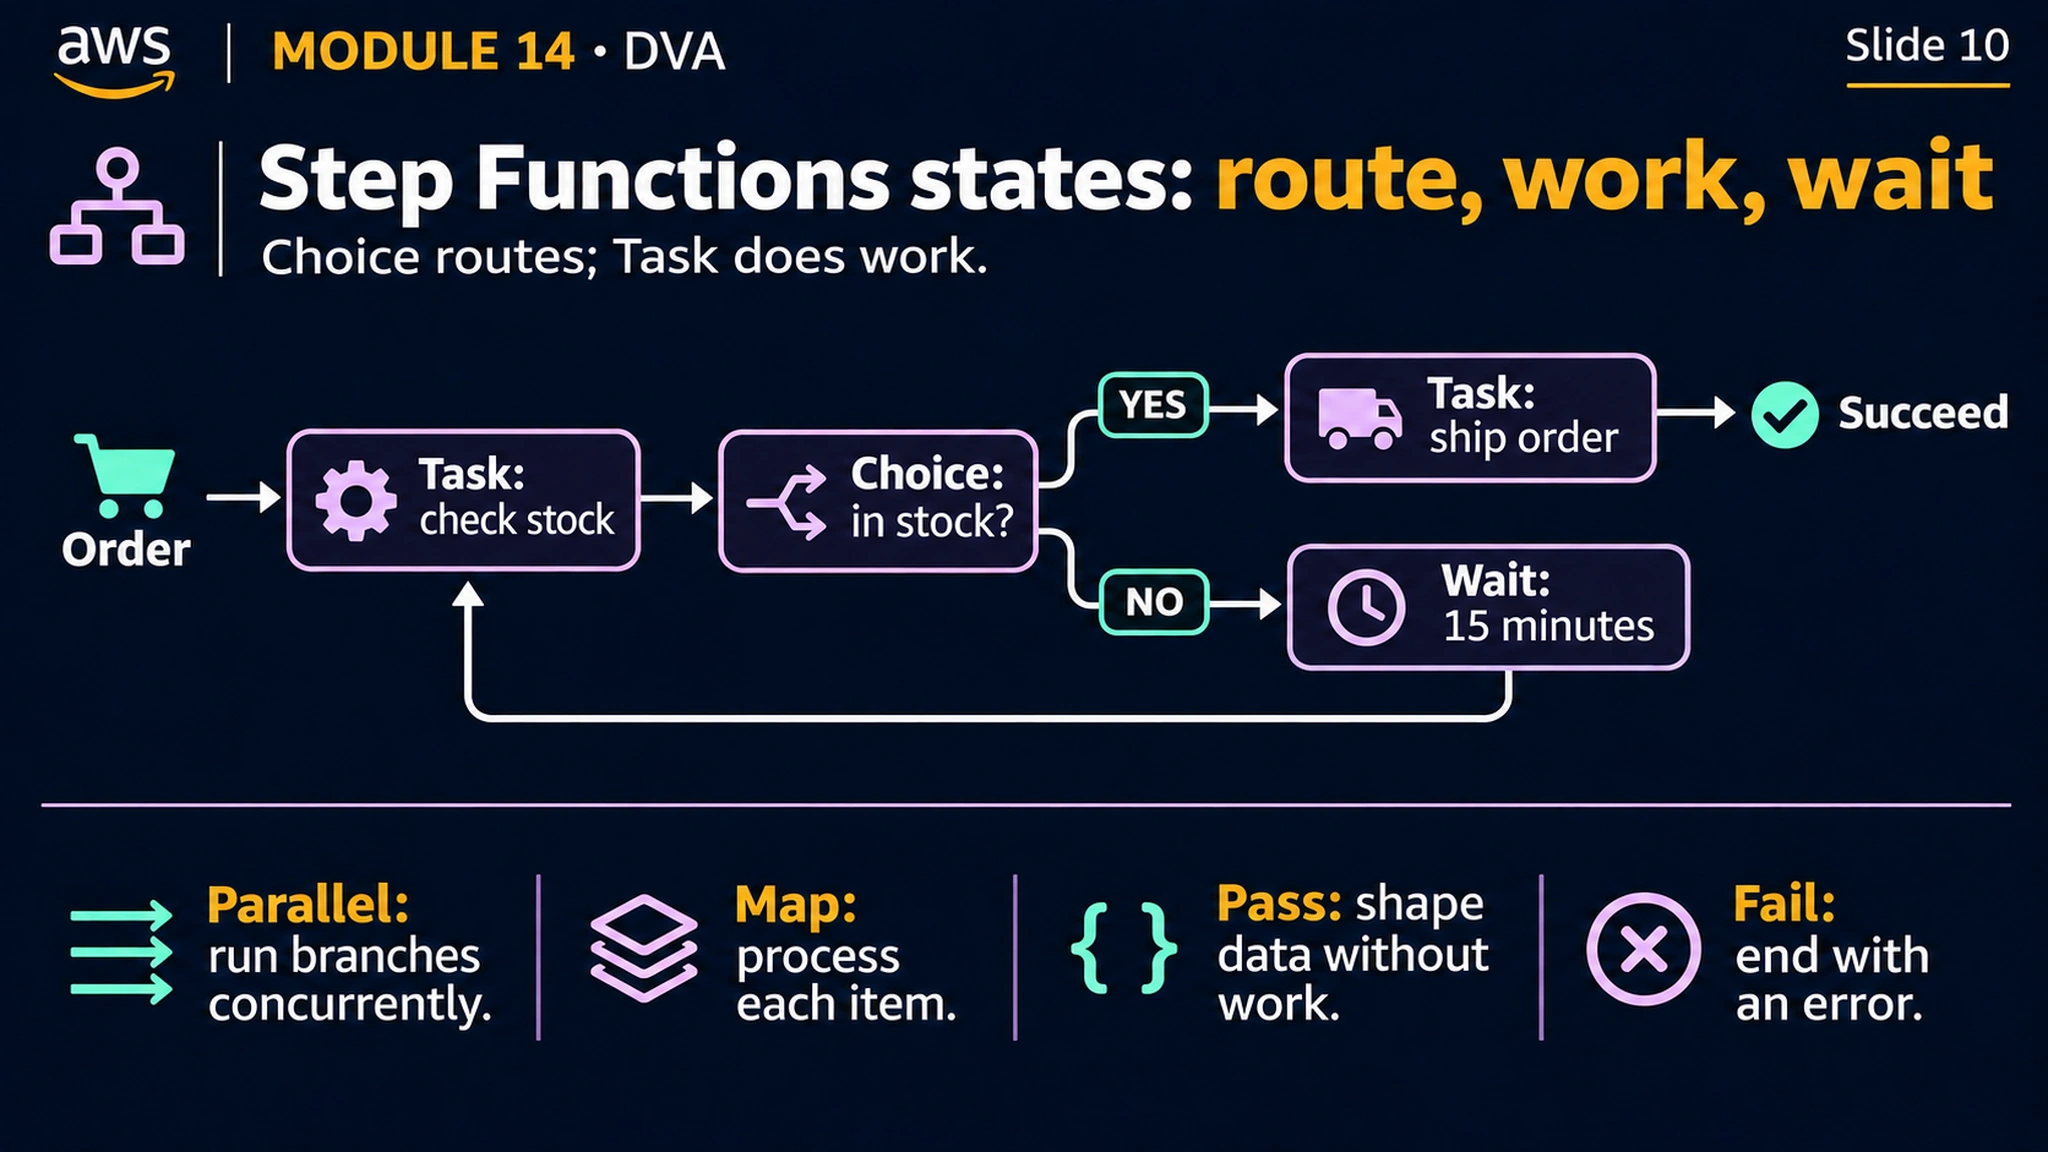 aws
MODULE 14 • DVA
Slide 10
Step Functions states: route, work, wait
Choice routes; Task does work.
Order
Task:
check stock
Choice:
in stock?
YES
Task:
ship order
Succeed
NO
Wait:
15 minutes
Parallel:
run branches
concurrently.
Map:
process
each item.
Pass: shape
data without
work.
Fail:
end with
an error.